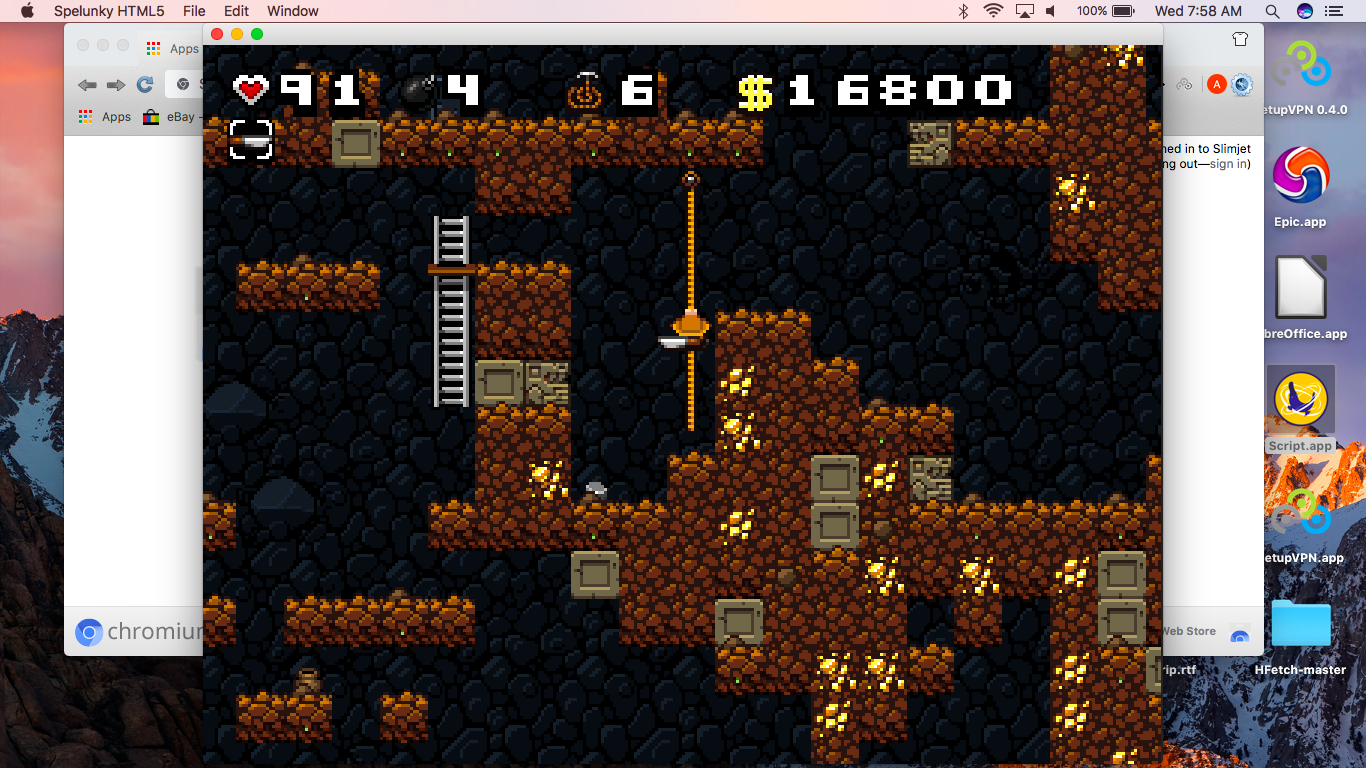 Spelunky HTML5 File Edit Window 100% Wed 7:58 AM
Apps
91 4 6 $16800
A
etupVPN 0.4.0
Apps eBay
ned in to Slimjet
ng out—sign in)
Epic.app
breOffice.app
Script.app
etupVPN.app
chromiu
Web Store
rip.rtf
HFetch-master